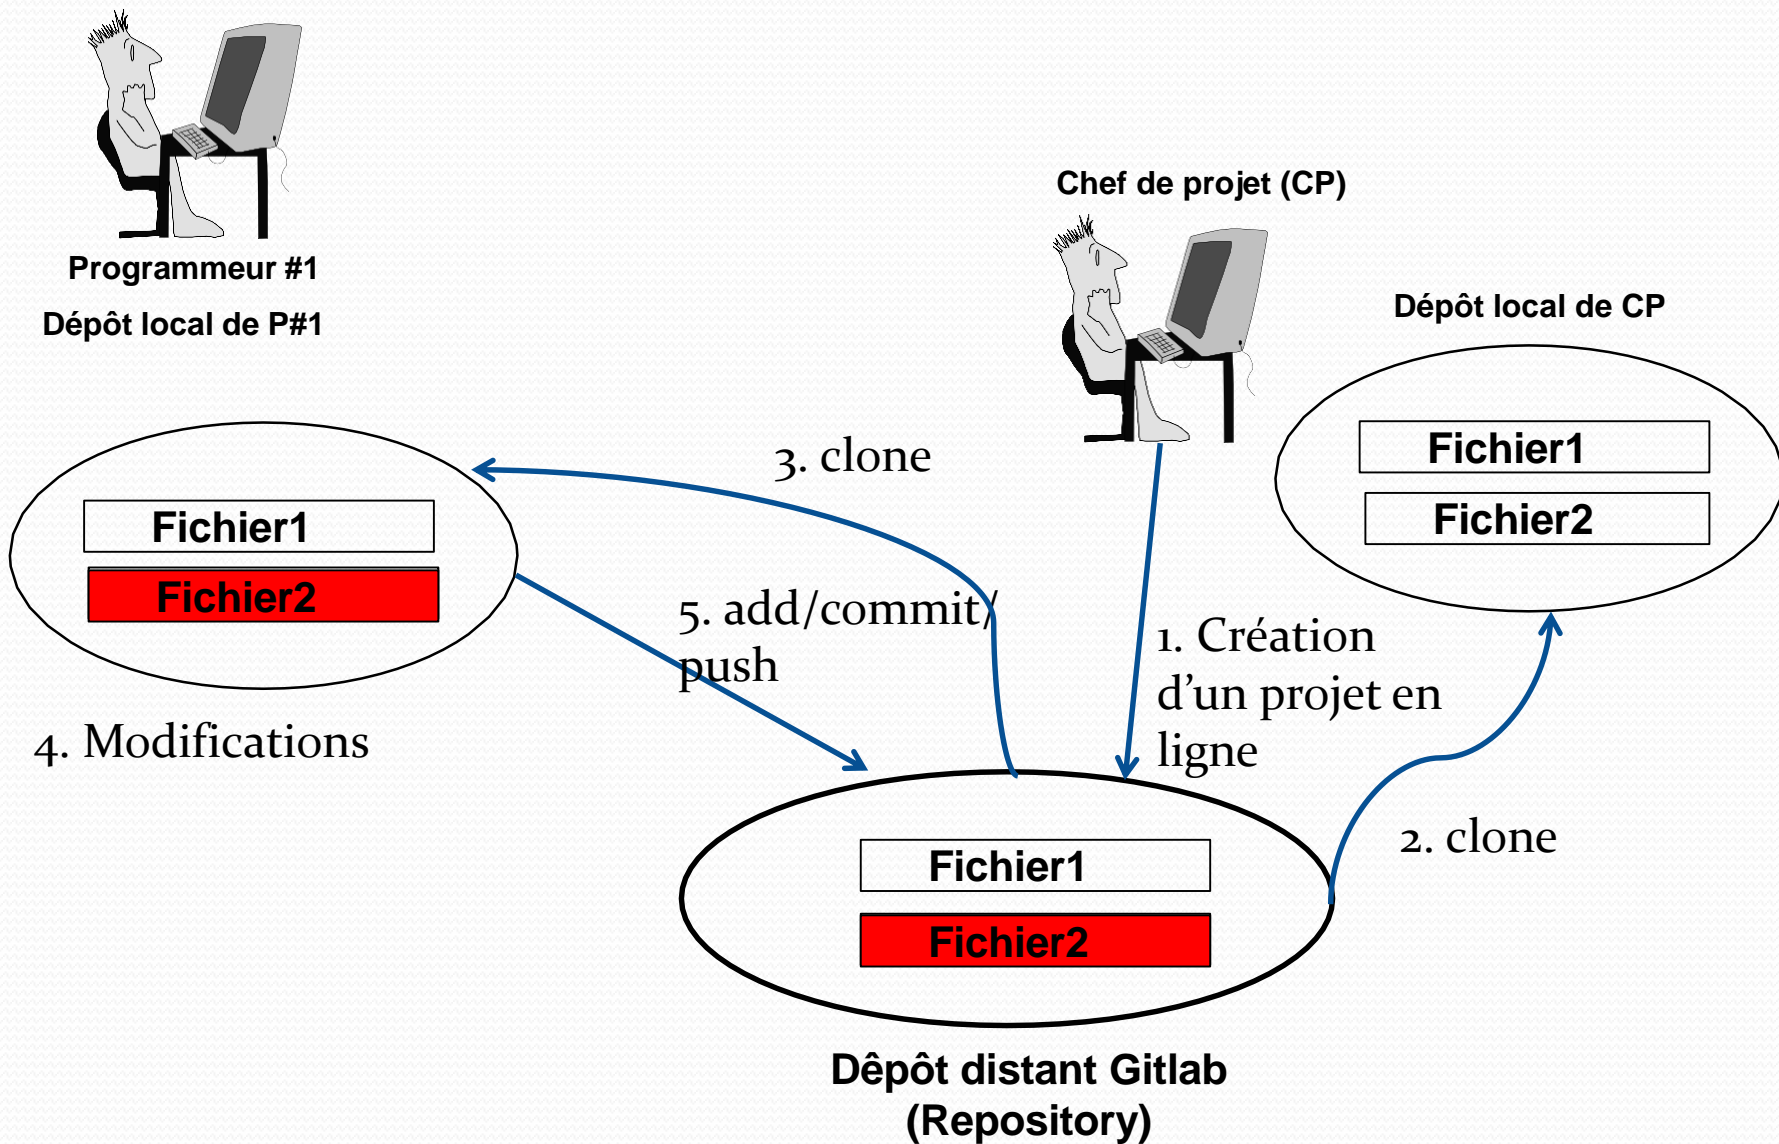 Programmeur #1
Dépôt local de P#1
Chef de projet (CP)
Dépôt local de CP
Fichier1
Fichier2
3. clone
Fichier1
Fichier2
5. add/commit/
push
4. Modifications
1. Création
d’un projet en
ligne
2. clone
Fichier1
Fichier2
Dêpôt distant Gitlab
(Repository)